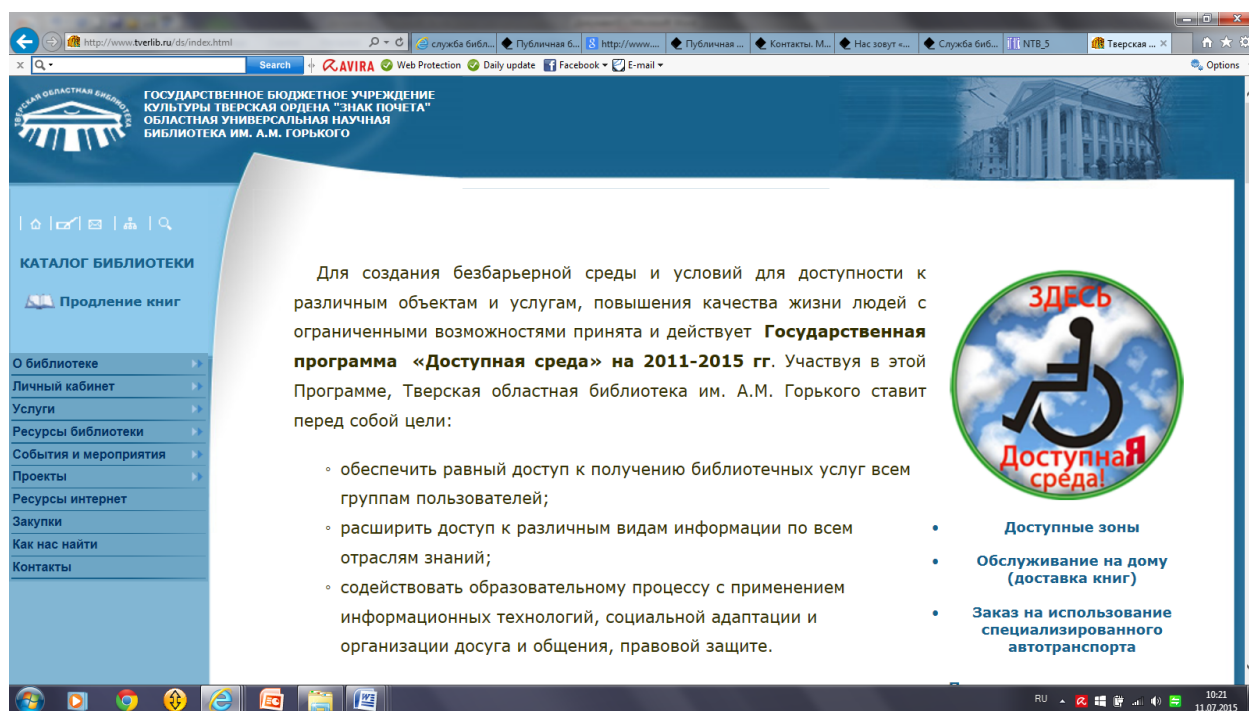 http://www.tverlib.ru/ds/index.html
служба библ...
Публичная б...
http://www....
Публичная ...
Контакты. М...
Нас зовут «...
Служба биб...
NTB_5
Тверская ...
Search
AVIRA
Web Protection
Daily update
Facebook
E-mail
Options
ТВЕРСКАЯ ОБЛАСТНАЯ БИБЛИОТЕКА
ГОСУДАРСТВЕННОЕ БЮДЖЕТНОЕ УЧРЕЖДЕНИЕ
КУЛЬТУРЫ ТВЕРСКАЯ ОРДЕНА "ЗНАК ПОЧЕТА"
ОБЛАСТНАЯ УНИВЕРСАЛЬНАЯ НАУЧНАЯ
БИБЛИОТЕКА ИМ. А.М. ГОРЬКОГО
КАТАЛОГ БИБЛИОТЕКИ
Продление книг
О библиотеке
Личный кабинет
Услуги
Ресурсы библиотеки
События и мероприятия
Проекты
Ресурсы интернет
Закупки
Как нас найти
Контакты
Для создания безбарьерной среды и условий для доступности к
различным объектам и услугам, повышения качества жизни людей с
ограниченными возможностями принята и действует Государственная
программа «Доступная среда» на 2011-2015 гг. Участвуя в этой
Программе, Тверская областная библиотека им. А.М. Горького ставит
перед собой цели:
◦ обеспечить равный доступ к получению библиотечных услуг всем
группам пользователей;
◦ расширить доступ к различным видам информации по всем
отраслям знаний;
◦ содействовать образовательному процессу с применением
информационных технологий, социальной адаптации и
организации досуга и общения, правовой защите.
ЗДЕСЬ
ДоступнаЯ
среда!
• Доступные зоны
• Обслуживание на дому
(доставка книг)
• Заказ на использование
специализированного
автотранспорта
RU
10:21
11.07.2015